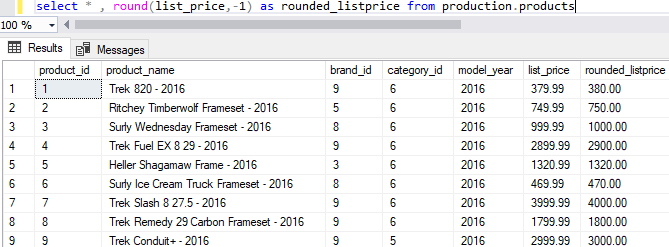 select * , round(list_price,-1) as rounded_listprice from production.products
100 %
Results Messages
product_id product_name brand_id category_id model_year list_price rounded_listprice
1 1 Trek 820 - 2016 9 6 2016 379.99 380.00
2 2 Ritchey Timberwolf Frameset - 2016 5 6 2016 749.99 750.00
3 3 Surly Wednesday Frameset - 2016 8 6 2016 999.99 1000.00
4 4 Trek Fuel EX 8 29 - 2016 9 6 2016 2899.99 2900.00
5 5 Heller Shagamaw Frame - 2016 3 6 2016 1320.99 1320.00
6 6 Surly Ice Cream Truck Frameset - 2016 8 6 2016 469.99 470.00
7 7 Trek Slash 8 27.5 - 2016 9 6 2016 3999.99 4000.00
8 8 Trek Remedy 29 Carbon Frameset - 2016 9 6 2016 1799.99 1800.00
9 9 Trek Conduit+ - 2016 9 5 2016 2999.99 3000.00